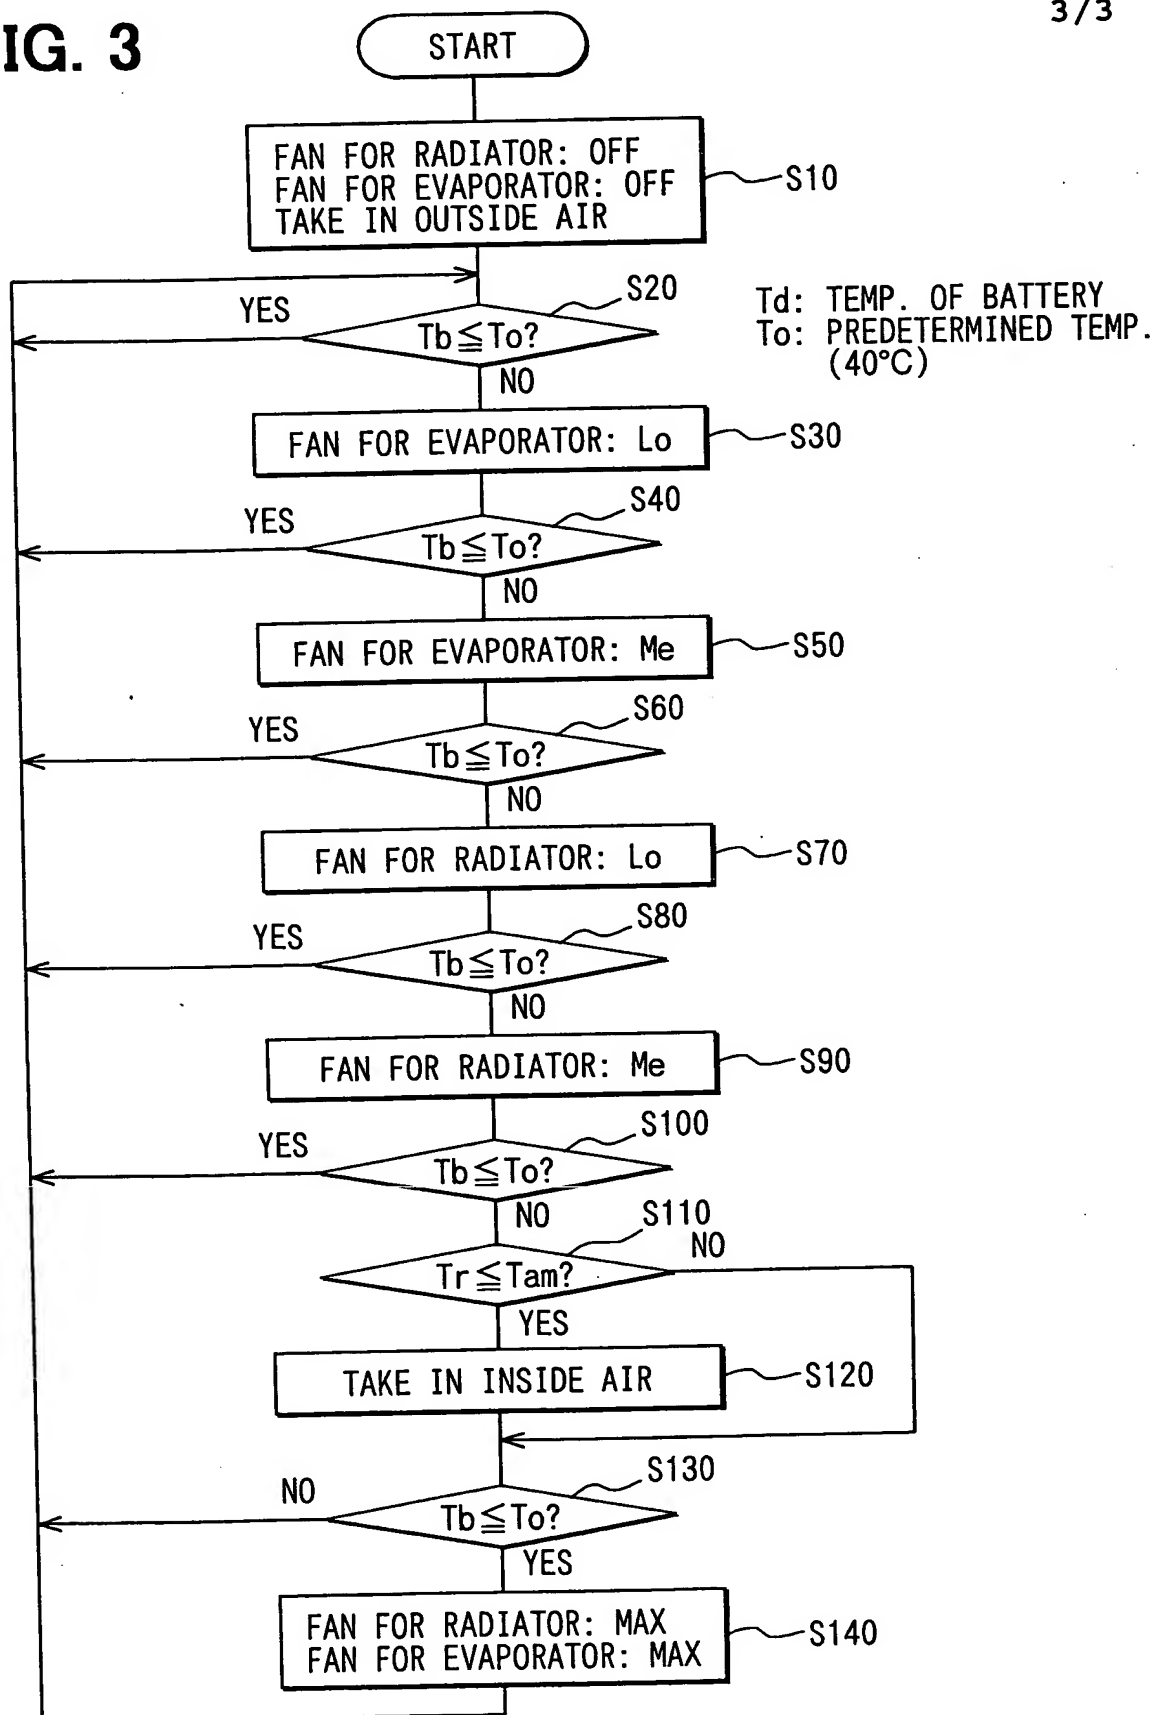 3/3
IG. 3
START
FAN FOR RADIATOR: OFF
FAN FOR EVAPORATOR: OFF
TAKE IN OUTSIDE AIR
S10
S20
YES
Tb≦To?
NO
Td: TEMP. OF BATTERY
To: PREDETERMINED TEMP.
(40°C)
FAN FOR EVAPORATOR: Lo
S30
S40
YES
Tb≦To?
NO
FAN FOR EVAPORATOR: Me
S50
S60
YES
Tb≦To?
NO
FAN FOR RADIATOR: Lo
S70
S80
YES
Tb≦To?
NO
FAN FOR RADIATOR: Me
S90
S100
YES
Tb≦To?
NO
S110
NO
Tr≦Tam?
YES
TAKE IN INSIDE AIR
S120
S130
NO
Tb≦To?
YES
FAN FOR RADIATOR: MAX
FAN FOR EVAPORATOR: MAX
S140